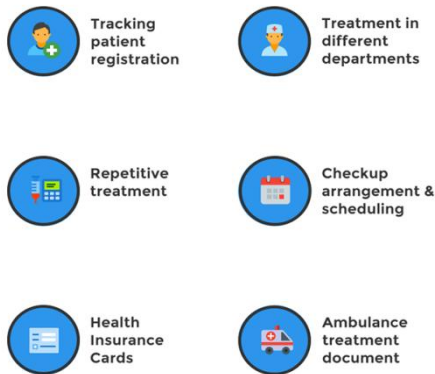 Tracking
patient
registration
Treatment in
different
departments
Repetitive
treatment
Checkup
arrangement &
scheduling
Health
Insurance
Cards
Ambulance
treatment
document